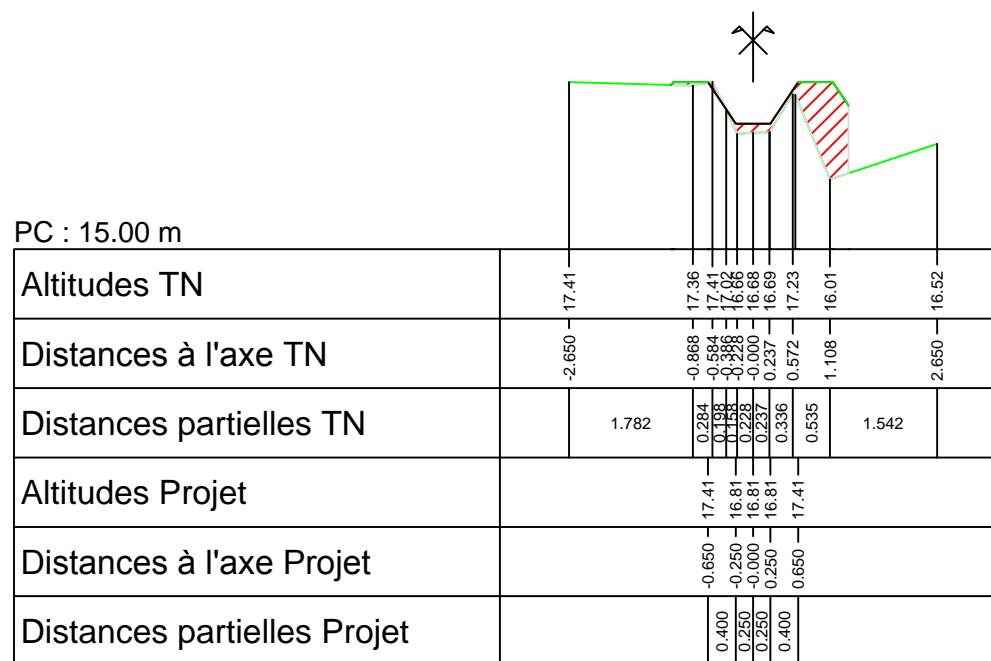 PC : 15.00 m
Altitudes TN 17.41 17.36 17.41 17.02 16.66 16.68 16.69 17.23 16.01 16.52
Distances à l'axe TN -2.650 -0.868 -0.584 -0.386 -0.228 -0.000 0.237 0.572 1.108 2.650
Distances partielles TN 1.782 0.284 0.198 0.158 0.228 0.237 0.336 0.535 1.542
Altitudes Projet 17.41 16.81 16.81 16.81 17.41
Distances à l'axe Projet -0.650 -0.250 -0.000 0.250 0.650
Distances partielles Projet 0.400 0.250 0.250 0.400